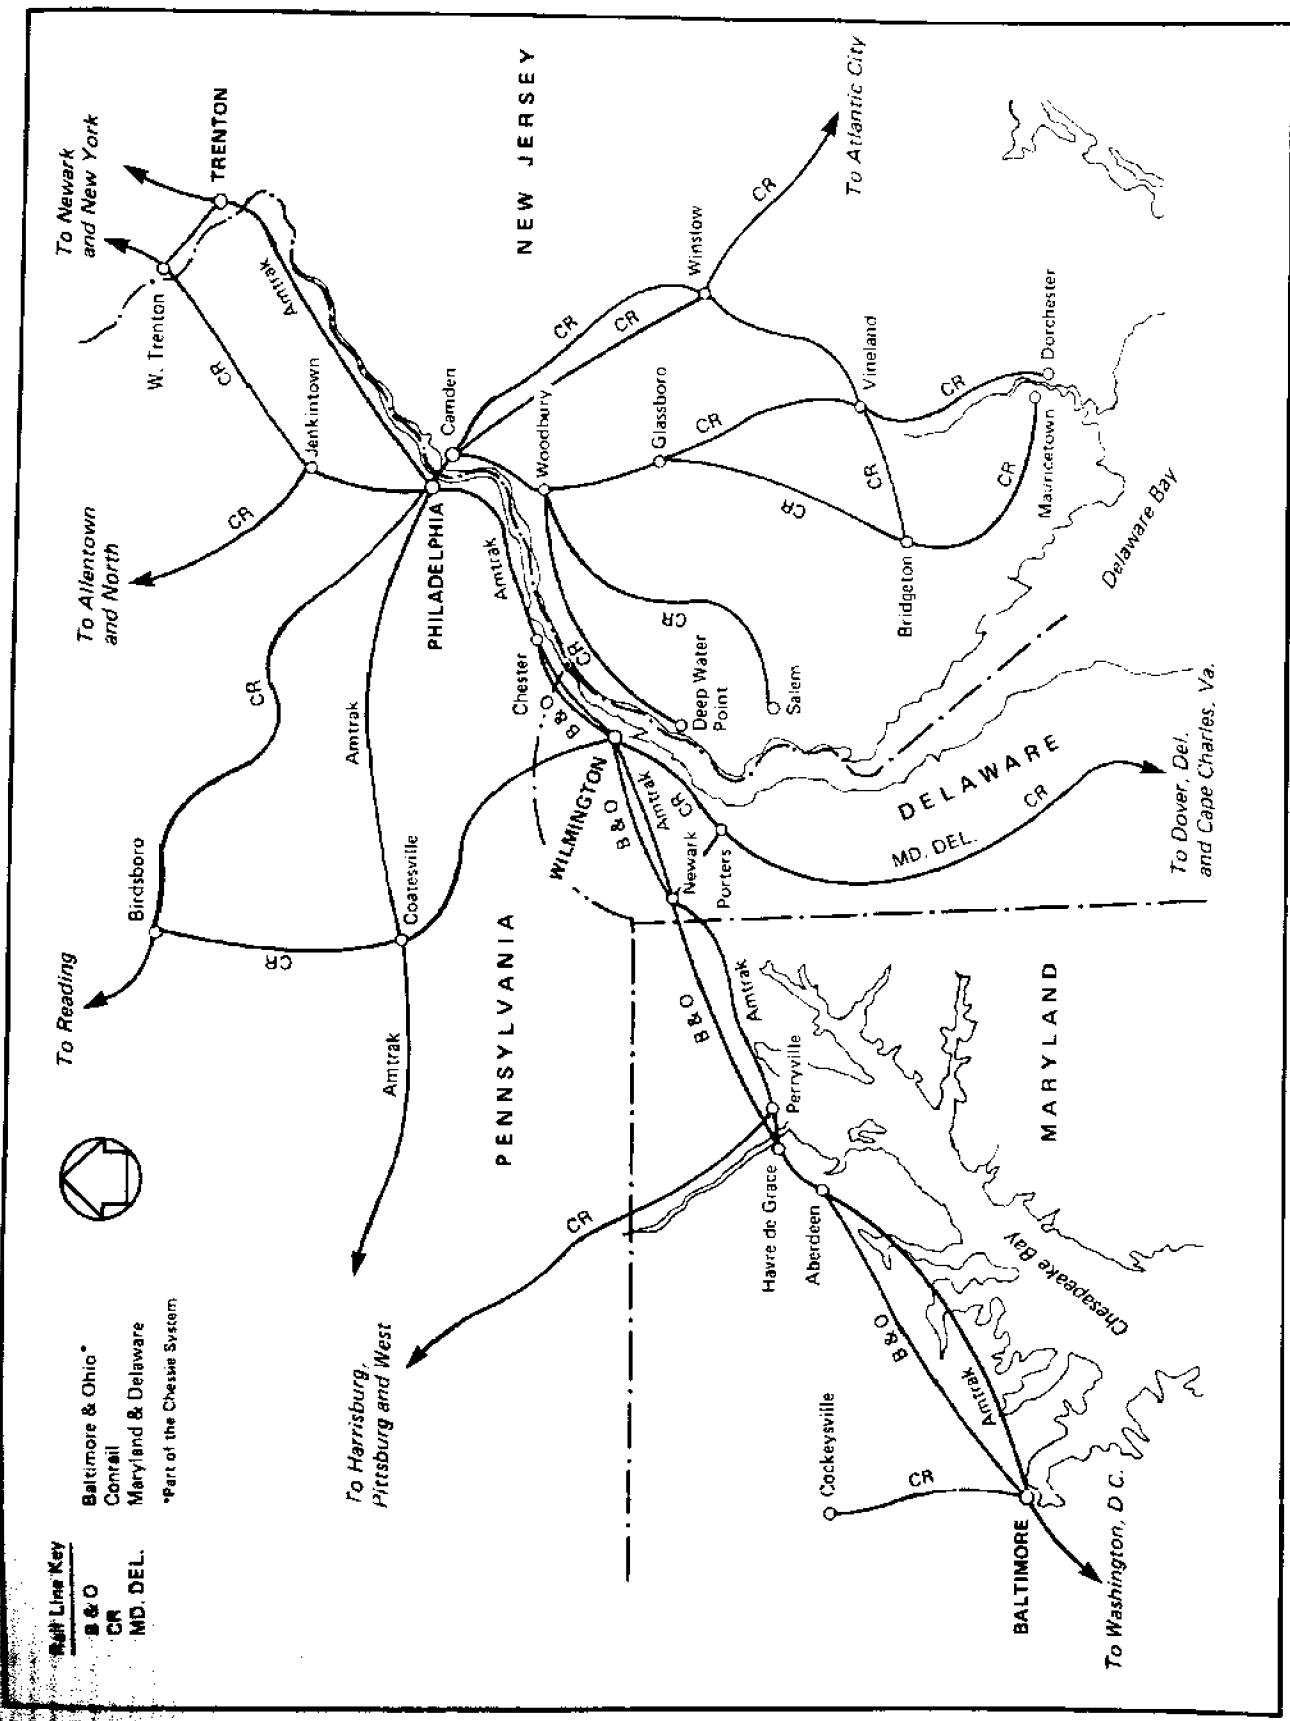 Rail Line Key
B & O Baltimore & Ohio*
CR Contail
MD. DEL. Maryland & Delaware
*Part of the Chessie System
To Reading
To Allentown
and North
To Newark
and New York
TRENTON
W. Trenton
Amtrak
CR
Jenkintown
CR
Birdsboro
CR
CR
Coatesville
Amtrak
Amtrak
PHILADELPHIA
Camden
NEW JERSEY
CR
CR
Winslow
CR
To Atlantic City
Woodbury
Glassboro
CR
CR
Vineland
CR
CR
Dorchester
Mauricetown
CR
Bridgeton
Delaware Bay
Amtrak
Chester
B & O
CR
CR
Deep Water
Point
Salem
WILMINGTON
B & O
Amtrak
CR
Newark
Porters
DELAWARE
MD. DEL.
CR
To Dover, Del.
and Cape Charles, Va.
PENNSYLVANIA
To Harrisburg,
Pittsburg and West
CR
B & O
Amtrak
Perryville
Havre de Grace
Aberdeen
MARYLAND
Chesapeake Bay
B & O
Amtrak
Cockeysville
CR
BALTIMORE
To Washington, D C.